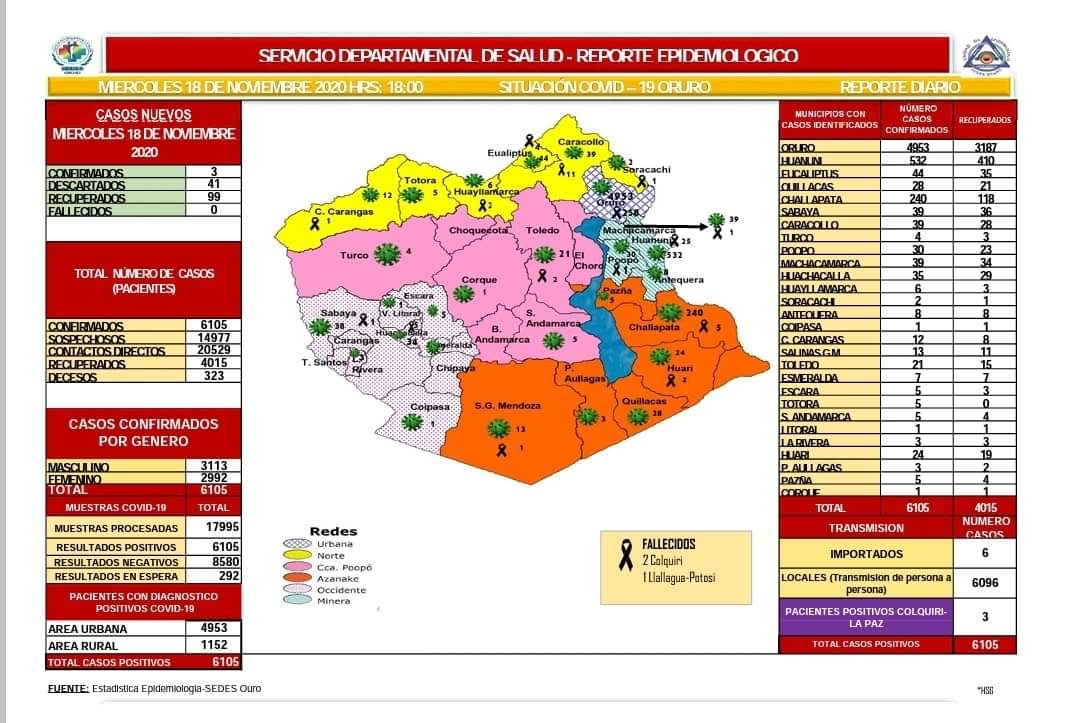 SERVICIO DEPARTAMENTAL DE SALUD - REPORTE EPIDEMIOLOGICO
MIERCOLES 18 DE NOVIEMBRE 2020 HRS: 18:00 SITUACIÓN COVID – 19 ORURO REPORTE DIARIO
CASOS NUEVOS
MIERCOLES 18 DE NOVIEMBRE
2020
CONFIRMADOS 3
DESCARTADOS 41
RECUPERADOS 99
FALLECIDOS 0
TOTAL NÚMERO DE CASOS
(PACIENTES)
CONFIRMADOS 6105
SOSPECHOSOS 14977
CONTACTOS DIRECTOS 20529
RECUPERADOS 4015
DECESOS 323
CASOS CONFIRMADOS
POR GENERO
MASCULINO 3113
FEMENINO 2992
TOTAL 6105
MUESTRAS COVID-19 TOTAL
MUESTRAS PROCESADAS 17995
RESULTADOS POSITIVOS 6105
RESULTADOS NEGATIVOS 8580
RESULTADOS EN ESPERA 292
PACIENTES CON DIAGNOSTICO
POSITIVOS COVID-19
AREA URBANA 4953
AREA RURAL 1152
TOTAL CASOS POSITIVOS 6105
Caracollo
39
Eualiptus
2
44
11
2
Soracachi
1
Totora
5
12
6
Huayllamarca
2
4953
Oruro
258
C. Carangas
1
Choquecota
Toledo
Machacamarca
39
1
Huanuni
25
532
Turco
4
21
2
El
Choro
Poopó
30
1
8
Antequera
Corque
1
Pazña
5
Escara
1
Sabaya
38
1
V. Litoral
5
Carangas
34
S.
Andamarca
5
B.
Andamarca
240
Challapata
5
T. Santos
3
Rivera
Chipaya
24
Huari
2
P.
Aullagas
3
Coipasa
1
S.G. Mendoza
13
1
Quillacas
28
Redes
Urbana
Norte
Cca. Poopó
Azanake
Occidente
Minera
FALLECIDOS
2 Colquiri
1 Llallagua-Potosi
MUNICIPIOS CON
CASOS IDENTIFICADOS
NÚMERO
CASOS
CONFIRMADOS
RECUPERADOS
ORURO 4953 3187
HUANUNI 532 410
EUCALIPTUS 44 35
QUILLACAS 28 21
CHALLAPATA 240 118
SABAYA 39 36
CARACOLLO 39 28
TURCO 4 3
POOPO 30 23
MACHACAMARCA 39 34
HUACHACALLA 35 29
HUAYLLAMARCA 6 3
SORACACHI 2 1
ANTEQUERA 8 8
COIPASA 1 1
C. CARANGAS 12 8
SALINAS G.M 13 11
TOLEDO 21 15
ESMERALDA 7 7
ESCARA 5 3
TOTORA 5 0
S. ANDAMARCA 5 4
LITORAL 1 1
LA RIVERA 3 3
HUARI 24 19
P. AULLAGAS 3 2
PAZÑA 5 4
CORQUE 1 1
TOTAL 6105 4015
TRANSMISION NÚMERO
CASOS
IMPORTADOS 6
LOCALES (Transmision de persona a
persona) 6096
PACIENTES POSITIVOS COLQUIRI-
LA PAZ 3
TOTAL CASOS POSITIVOS 6105
FUENTE: Estadistica Epidemiologia-SEDES Ouro
*HSG